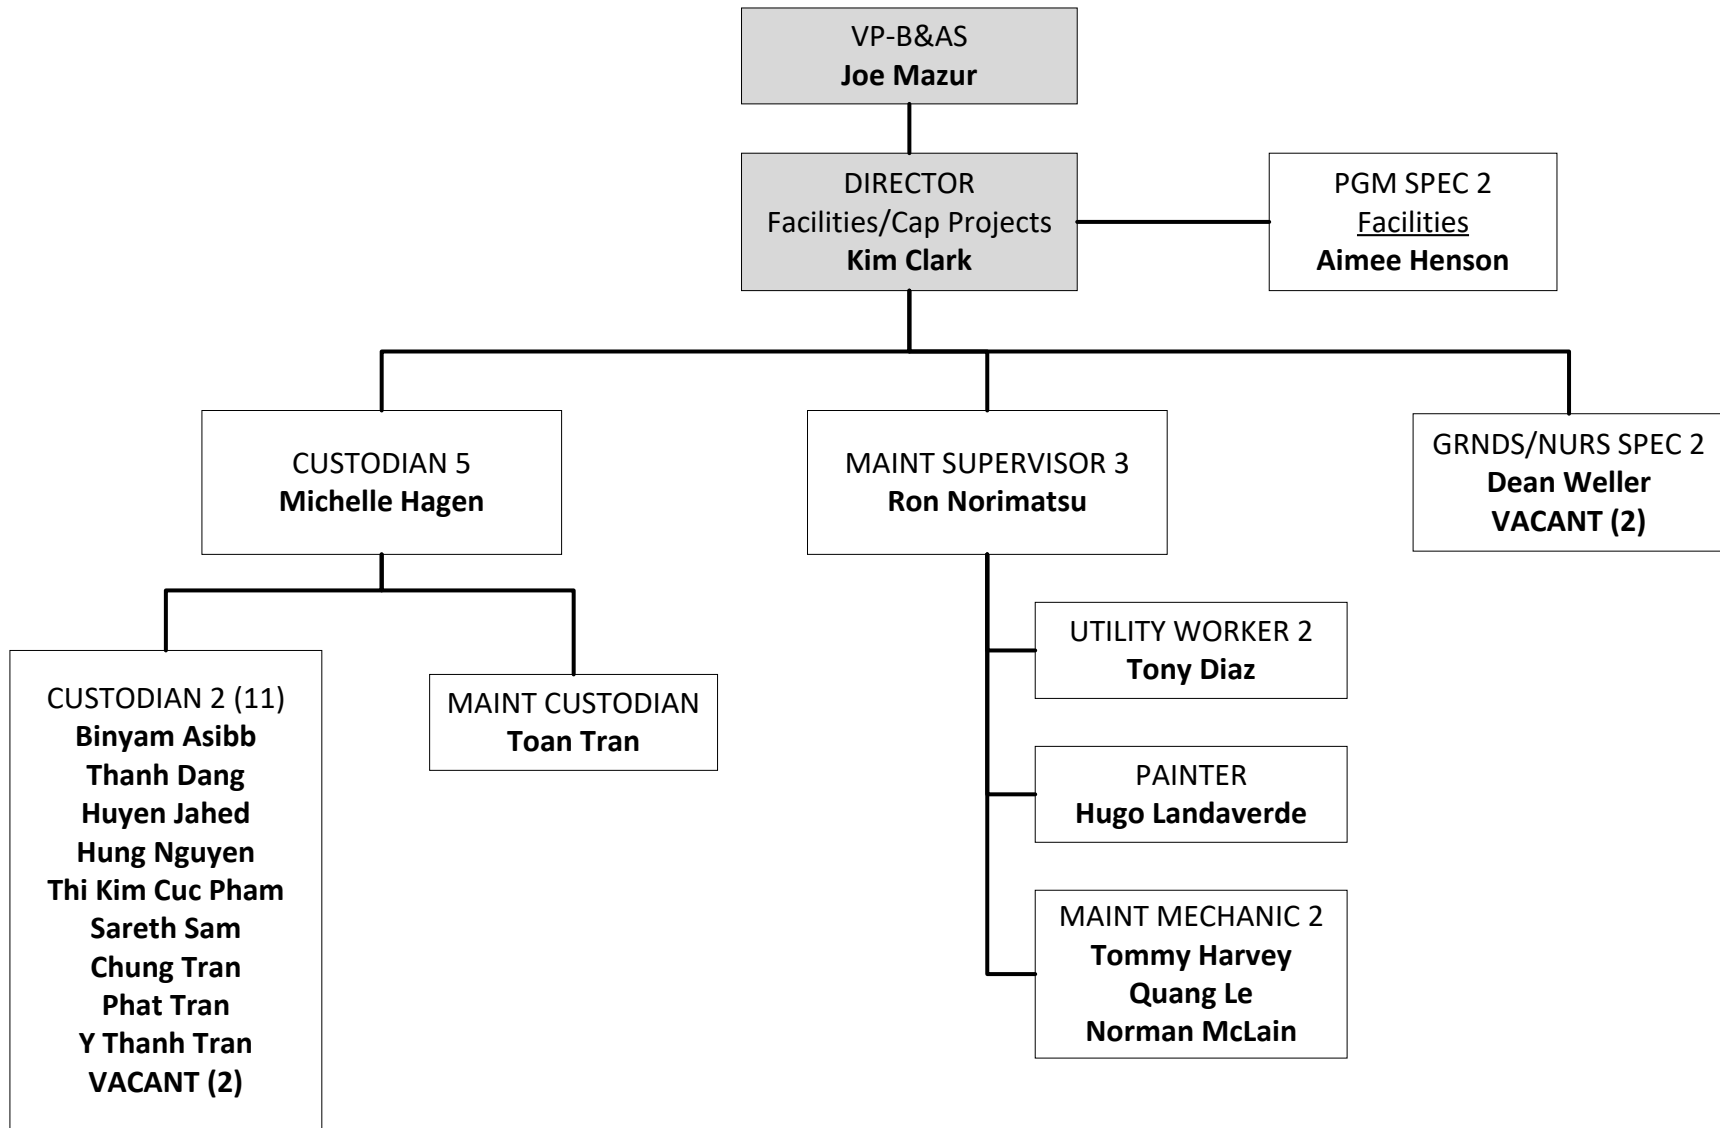 VP-B&AS
Joe Mazur
DIRECTOR
Facilities/Cap Projects
Kim Clark
PGM SPEC 2
Facilities
Aimee Henson
CUSTODIAN 5
Michelle Hagen
MAINT SUPERVISOR 3
Ron Norimatsu
GRNDS/NURS SPEC 2
Dean Weller
VACANT (2)
CUSTODIAN 2 (11)
Binyam Asibb
Thanh Dang
Huyen Jahed
Hung Nguyen
Thi Kim Cuc Pham
Sareth Sam
Chung Tran
Phat Tran
Y Thanh Tran
VACANT (2)
MAINT CUSTODIAN
Toan Tran
UTILITY WORKER 2
Tony Diaz
PAINTER
Hugo Landaverde
MAINT MECHANIC 2
Tommy Harvey
Quang Le
Norman McLain